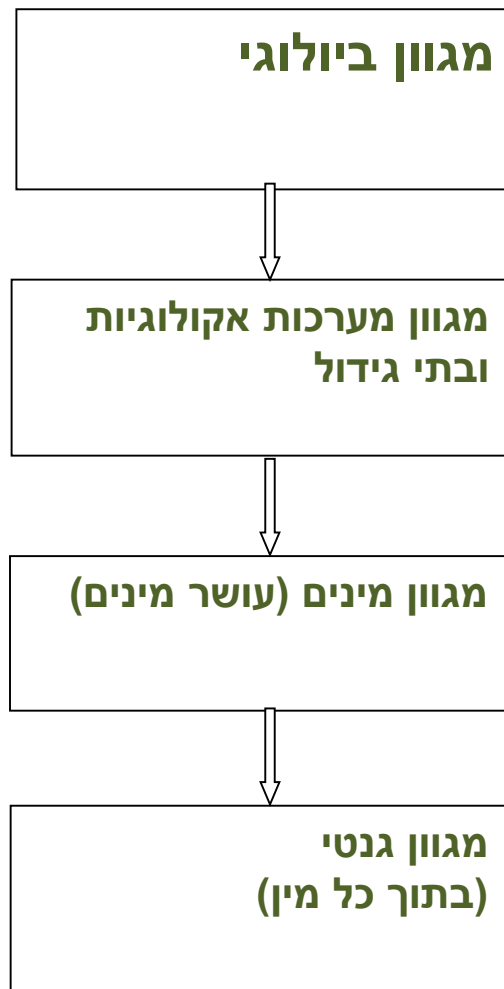 מגוון ביולוגי
מגוון מערכות אקולוגיות
ובתי גידול
מגוון מינים (עושר מינים)
מגוון גנטי
(בתוך כל מין)